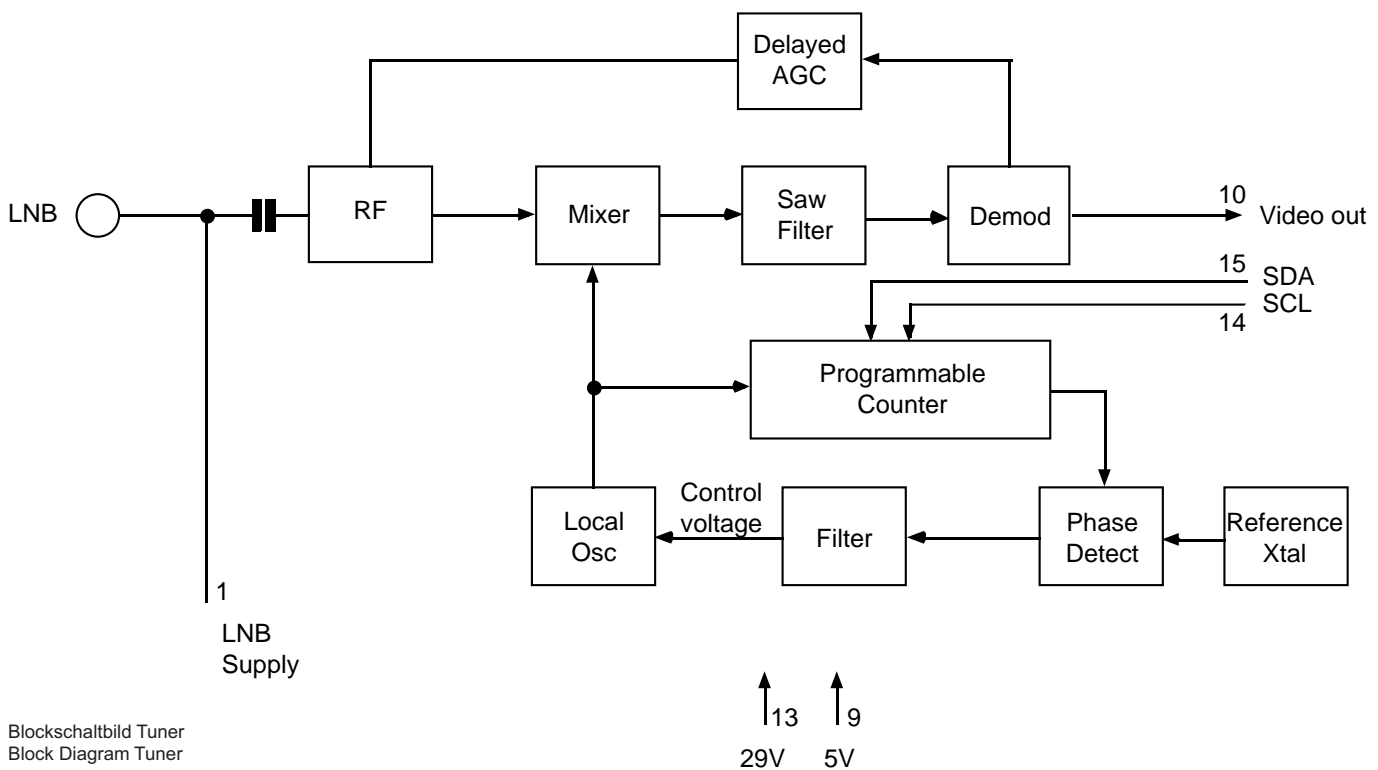 Delayed
AGC
LNB
RF
Mixer
Saw
Filter
Demod
10
Video out
15
SDA
SCL
14
Programmable
Counter
Local
Osc
Control
voltage
Filter
Phase
Detect
Reference
Xtal
1
LNB
Supply
13
9
29V
5V
Blockschaltbild Tuner
Block Diagram Tuner